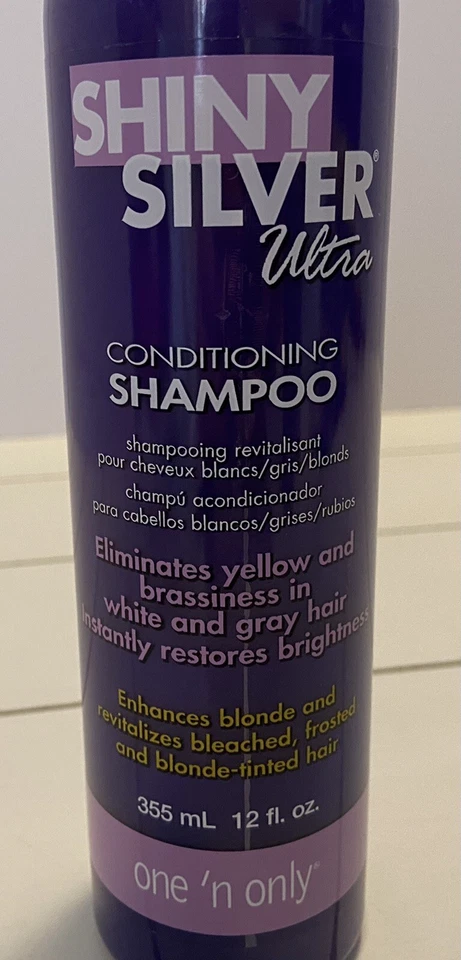 SHINY
SILVER®
Ultra
CONDITIONING
SHAMPOO
shampooing revitalisant
pour cheveux blancs/gris/blonds
champú acondicionador
para cabellos blancos/grises/rubios
Eliminates yellow and
brassiness in
white and gray hair
Instantly restores brightness
Enhances blonde and
revitalizes bleached, frosted
and blonde-tinted hair
355 mL 12 fl. oz.
one 'n only®